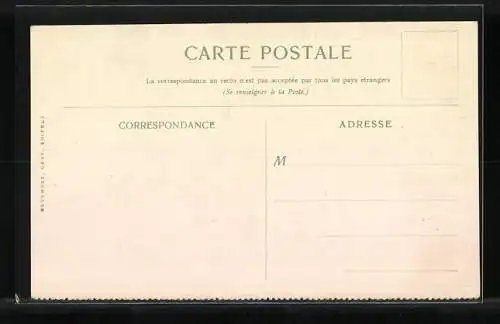 CARTE POSTALE
La correspondance au recto n'est pas acceptée par tous les pays étrangers
(Se renseigner à la Poste.)
CORRESPONDANCE
ADRESSE
M